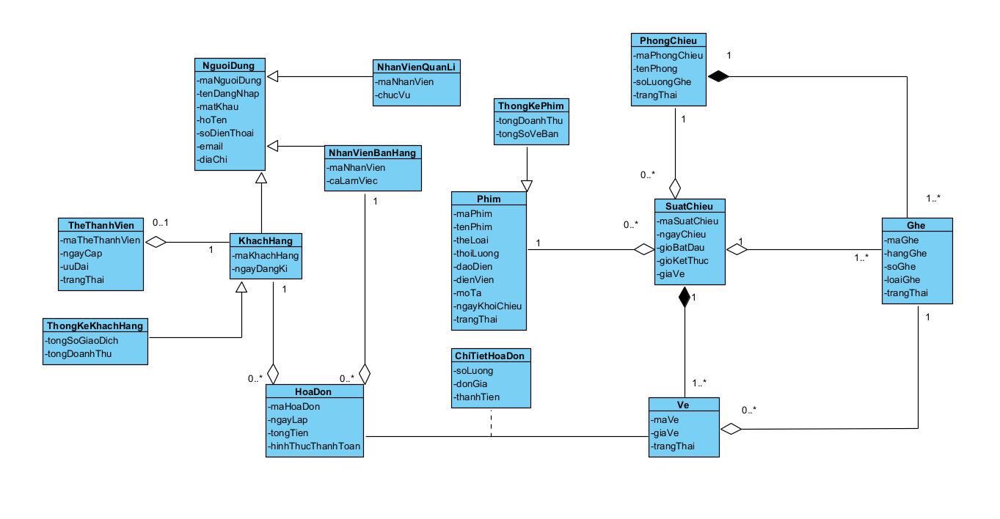 NguoiDung
-maNguoiDung
-tenDangNhap
-matKhau
-hoTen
-soDienThoai
-email
-diaChi
NhanVienQuanLi
-maNhanVien
-chucVu
NhanVienBanHang
-maNhanVien
-caLamViec
1
TheThanhVien
-maTheThanhVien
-ngayCap
-uuDai
-trangThai
0..1
1
KhachHang
-maKhachHang
-ngayDangKi
1
ThongKeKhachHang
-tongSoGiaoDich
-tongDoanhThu
0..*
0..*
HoaDon
-maHoaDon
-ngayLap
-tongTien
-hinhThucThanhToan
ThongKePhim
-tongDoanhThu
-tongSoVeBan
Phim
-maPhim
-tenPhim
-theLoai
-thoiLuong
-daoDien
-dienVien
-moTa
-ngayKhoiChieu
-trangThai
1
0..*
ChiTietHoaDon
-soLuong
-donGia
-thanhTien
PhongChieu
-maPhongChieu
-tenPhong
-soLuongGhe
-trangThai
1
1
0..*
SuatChieu
-maSuatChieu
-ngayChieu
-gioBatDau
-gioKetThuc
-giaVe
1
1..*
1..*
Ghe
-maGhe
-hangGhe
-soGhe
-loaiGhe
-trangThai
1
1
1..*
0..*
Ve
-maVe
-giaVe
-trangThai